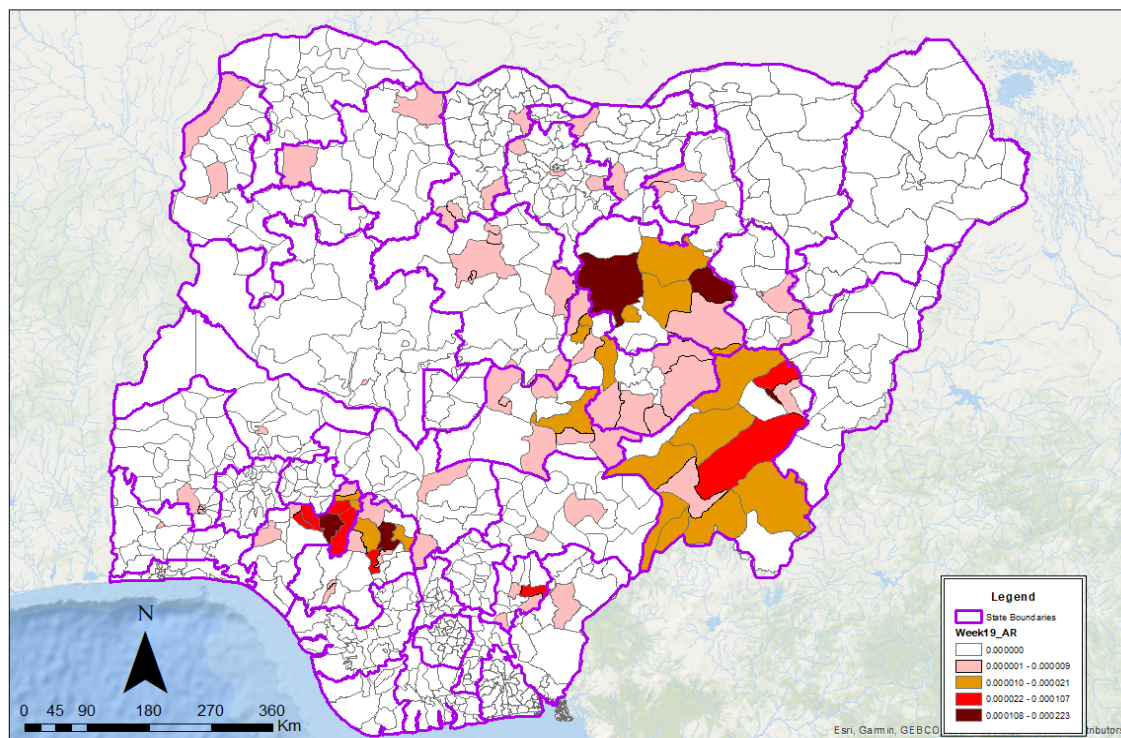 N
0 45 90 180 270 360
Km
Legend
State Boundaries
Week19_AR
0.000000
0.000001 - 0.000009
0.000010 - 0.000021
0.000022 - 0.000107
0.000108 - 0.000223
Esri, Garmin, GEBCO